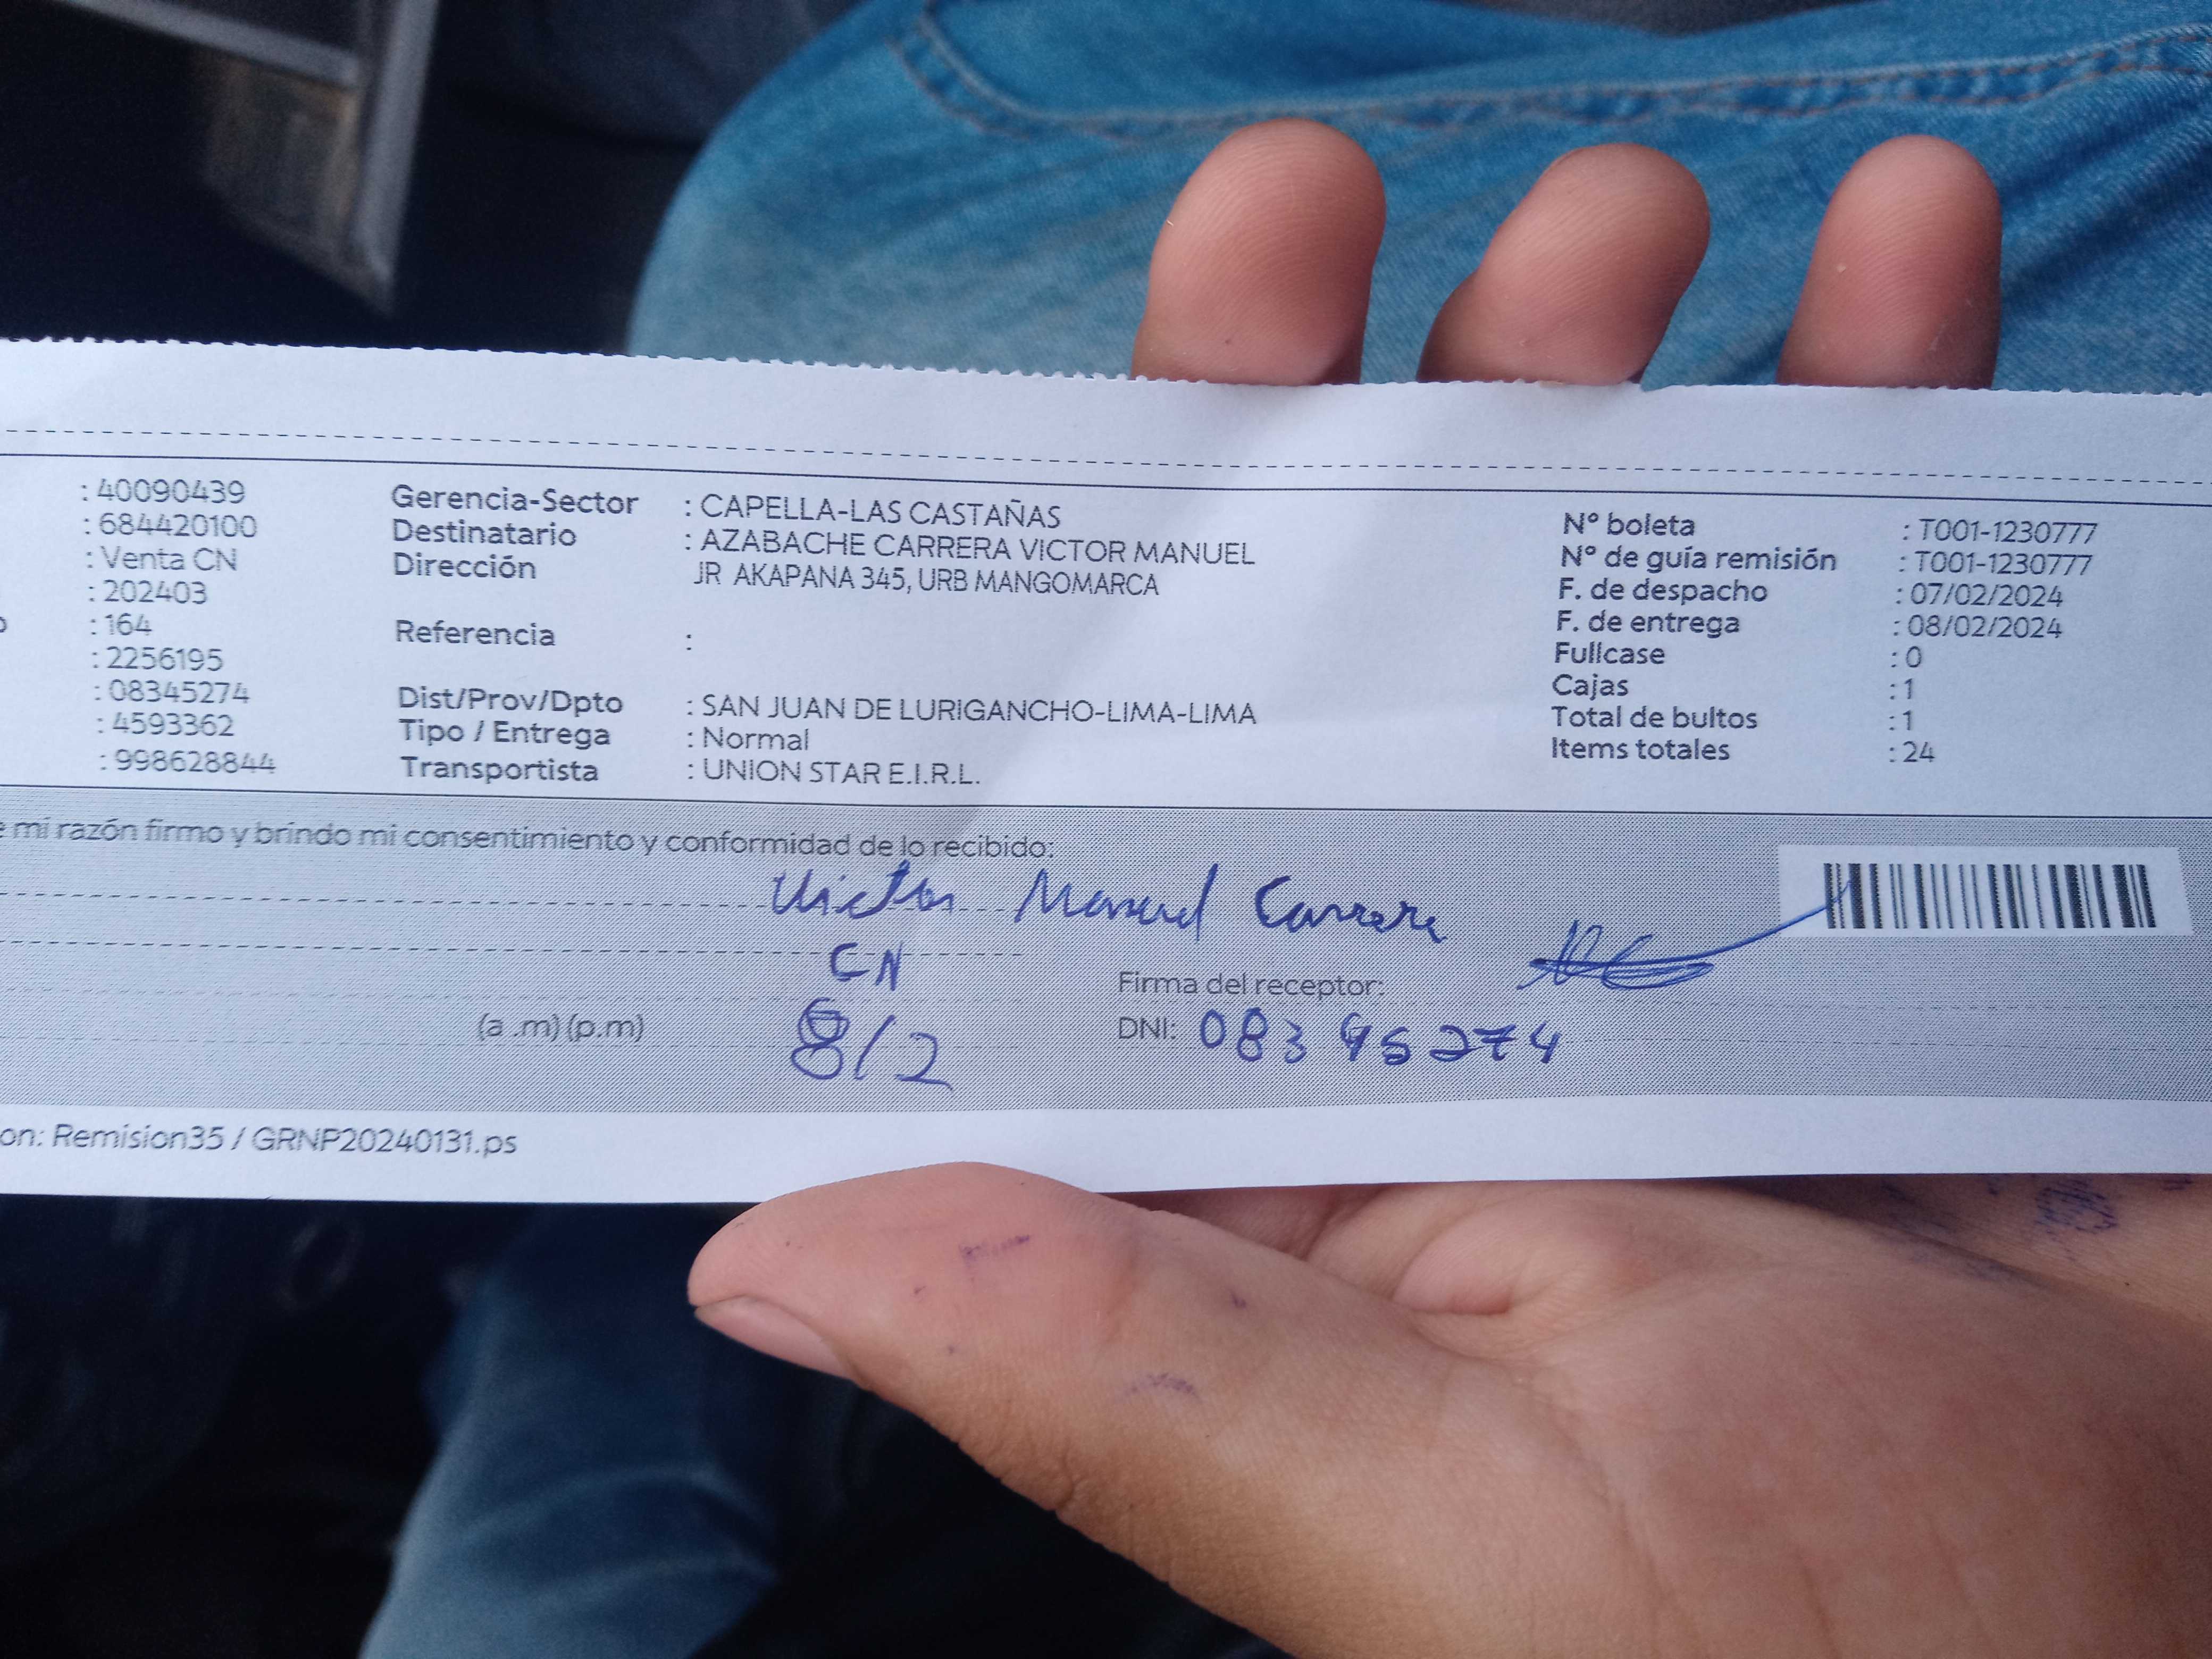 : 40090439
: 684420100
: Venta CN
: 202403
o : 164
: 2256195
: 08345274
: 4593362
: 998628844
Gerencia-Sector : CAPELLA-LAS CASTAÑAS
Destinatario : AZABACHE CARRERA VICTOR MANUEL
Dirección JR AKAPANA 345, URB MANGOMARCA
Referencia :
Dist/Prov/Dpto : SAN JUAN DE LURIGANCHO-LIMA-LIMA
Tipo / Entrega : Normal
Transportista : UNION STAR E.I.R.L.
Nº boleta : T001-1230777
Nº de guía remisión : T001-1230777
F. de despacho : 07/02/2024
F. de entrega : 08/02/2024
Fullcase : 0
Cajas : 1
Total de bultos : 1
Items totales : 24
e mi razón firmo y brindo mi consentimiento y conformidad de lo recibido:
Victor Manuel Carrera
CN
Firma del receptor:
(a .m) (p.m) 8/2
DNI: 08345274
on: Remision35 / GRNP20240131.ps